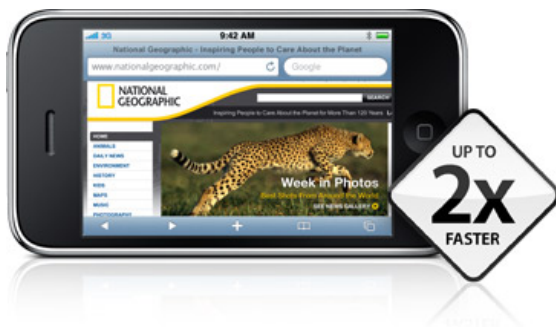 3G 9:42 AM
National Geographic - Inspiring People to Care About the Planet
www.nationalgeographic.com/ Google
NATIONAL
GEOGRAPHIC
SEARCH
Inspiring People to Care About the Planet for More Than 120 Years
HOME
ANIMALS
DAILY NEWS
ENVIRONMENT
HISTORY
KIDS
MAPS
MUSIC
PHOTOGRAPHY
Week in Photos
Best Shots From Around the World
SEE NEWS GALLERY
UP TO
2x
FASTER